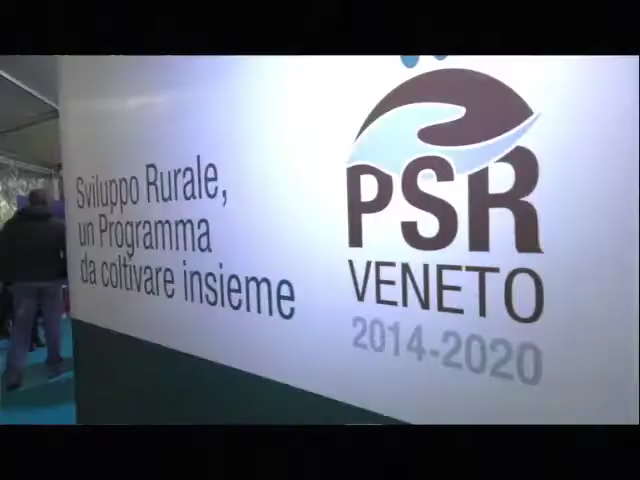 Sviluppo Rurale,
un Programma
da coltivare insieme
PSR
VENETO
2014-2020